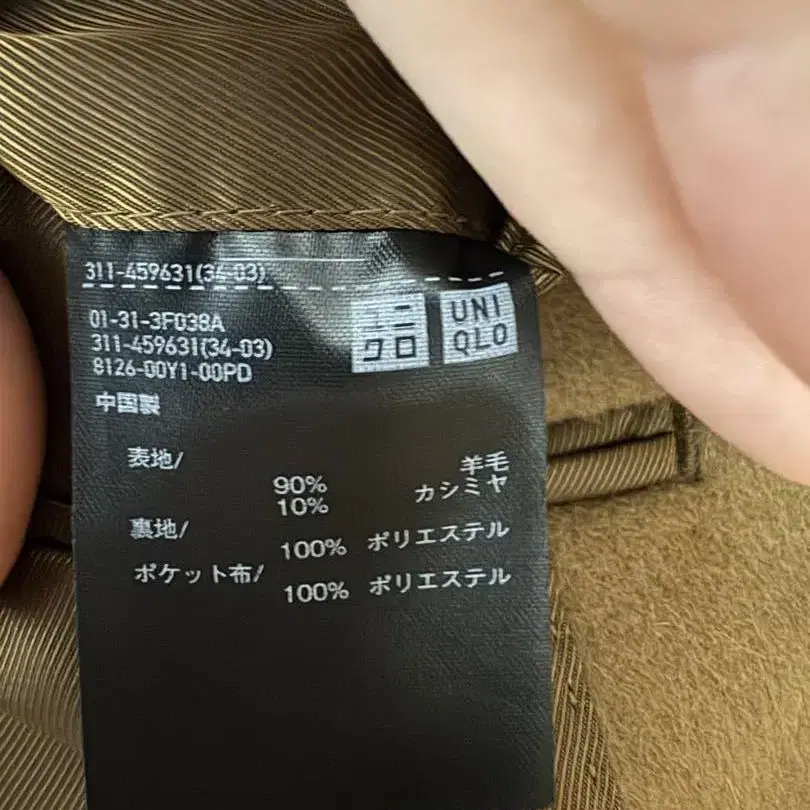 311-459631(34-03)
ユニ
クロ
UNI
QLO
01-31-3F038A
311-459631(34-03)
8126-00Y1-00PD
中国製
表地/
90% 羊毛
10% カシミヤ
裏地/
100% ポリエステル
ポケット布/
100% ポリエステル